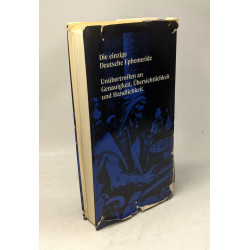 Die einzige
Deutsche Ephemeride
Unübertroffen an
Genauigkeit, Übersichtlichkeit
und Handlichkeit